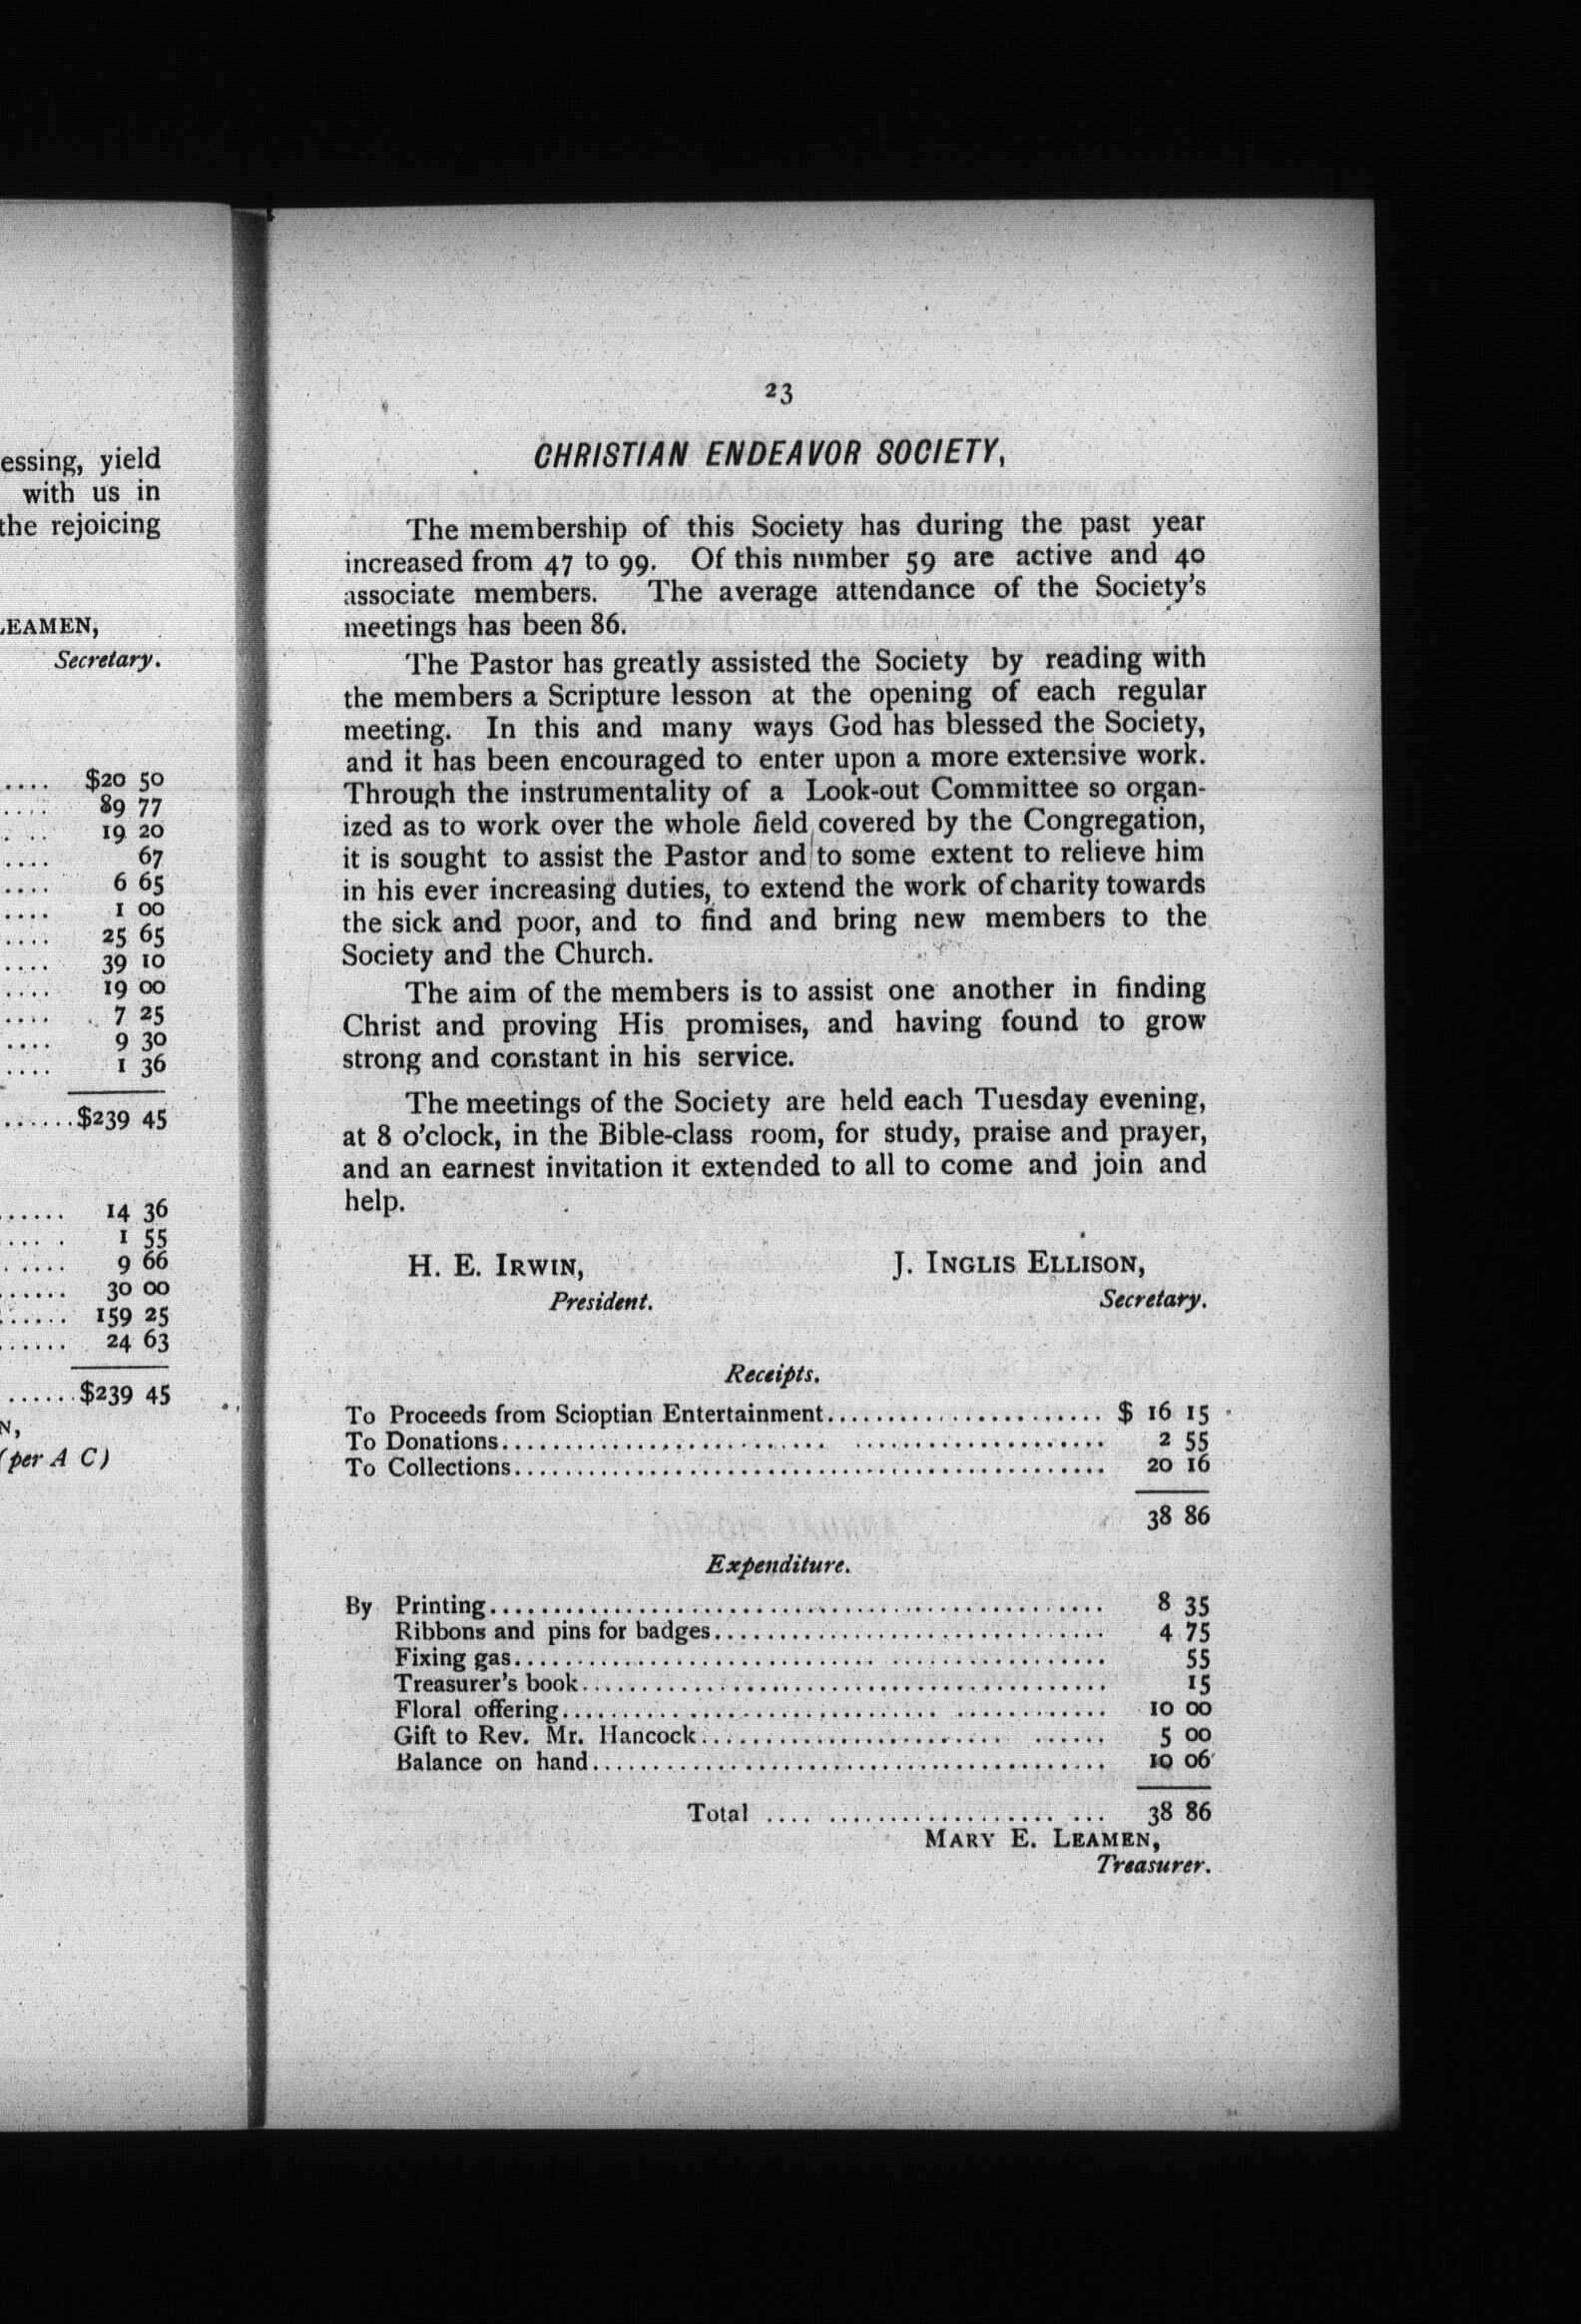 essing, yield
with us in
the rejoicing
LEAMEN,
Secretary.
.... $20 50
.... 89 77
. .. 19 20
.... 67
.... 6 65
.... 1 00
.... 25 65
.... 39 10
.... 19 00
.... 7 25
.... 9 30
.... 1 36
......$239 45
...... 14 36
.... . 1 55
. .... 9 66
...... 30 00
...... 159 25
...... 24 63
......$239 45
N,
(per A C)
23
CHRISTIAN ENDEAVOR SOCIETY,
The membership of this Society has during the past year
increased from 47 to 99. Of this number 59 are active and 40
associate members. The average attendance of the Society's
meetings has been 86.
The Pastor has greatly assisted the Society by reading with
the members a Scripture lesson at the opening of each regular
meeting. In this and many ways God has blessed the Society,
and it has been encouraged to enter upon a more extensive work.
Through the instrumentality of a Look-out Committee so organ-
ized as to work over the whole field covered by the Congregation,
it is sought to assist the Pastor and to some extent to relieve him
in his ever increasing duties, to extend the work of charity towards
the sick and poor, and to find and bring new members to the
Society and the Church.
The aim of the members is to assist one another in finding
Christ and proving His promises, and having found to grow
strong and constant in his service.
The meetings of the Society are held each Tuesday evening,
at 8 o'clock, in the Bible-class room, for study, praise and prayer,
and an earnest invitation it extended to all to come and join and
help.
H. E. IRWIN, J. INGLIS ELLISON,
President. Secretary.
Receipts.
To Proceeds from Scioptian Entertainment...................... $ 16 15
To Donations.......................... .................... 2 55
To Collections.............................................. 20 16
38 86
Expenditure.
By Printing................................................ 8 35
Ribbons and pins for badges.............................. 4 75
Fixing gas............................ ................. 55
Treasurer's book......................................... 15
Floral offering.......... ................... ............ 10 00
Gift to Rev. Mr. Hancock........................ ...... 5 00
Balance on hand........................................ 10 06
Total .... .................. ... 38 86
MARY E. LEAMEN,
Treasurer.